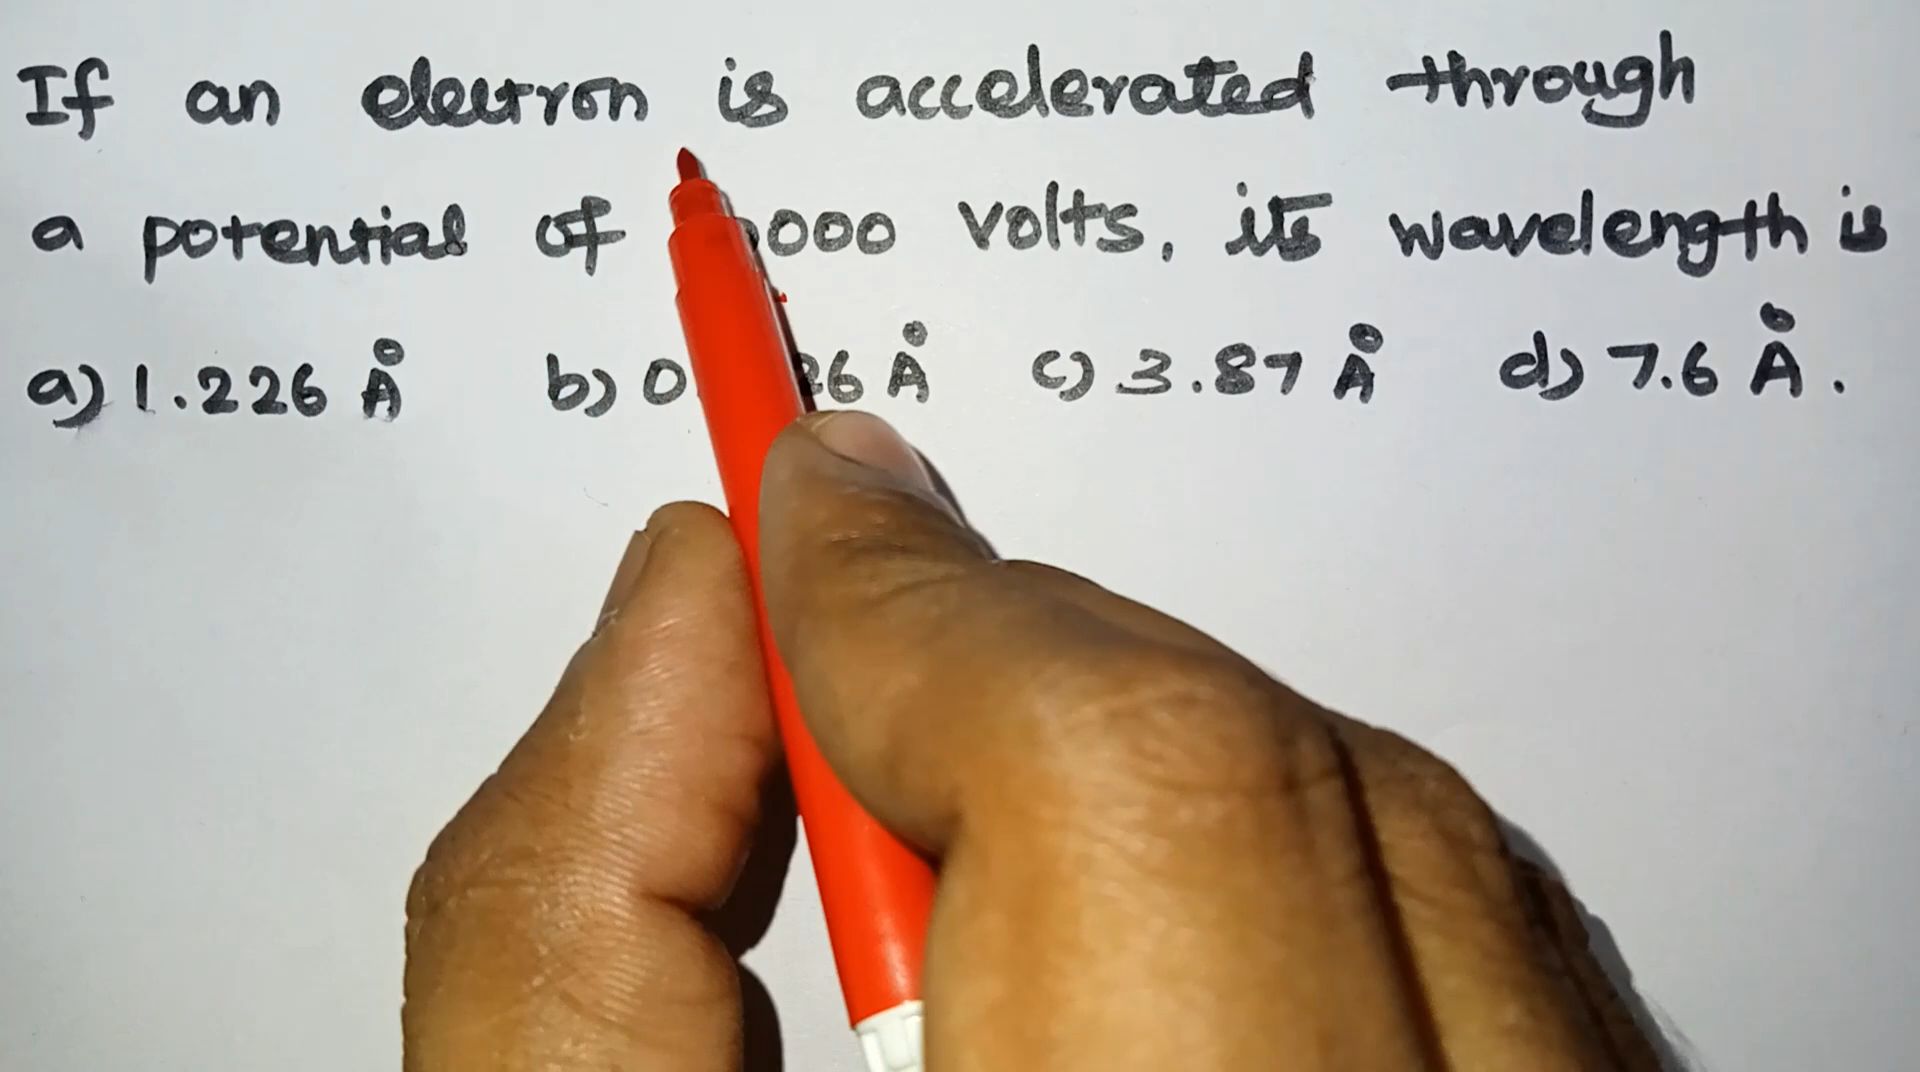 If an electron is accelerated through
a potential of 000 volts, its wavelength is
a) 1.226 Å b) 0 26 Å c) 3.87 Å d) 7.6 Å.